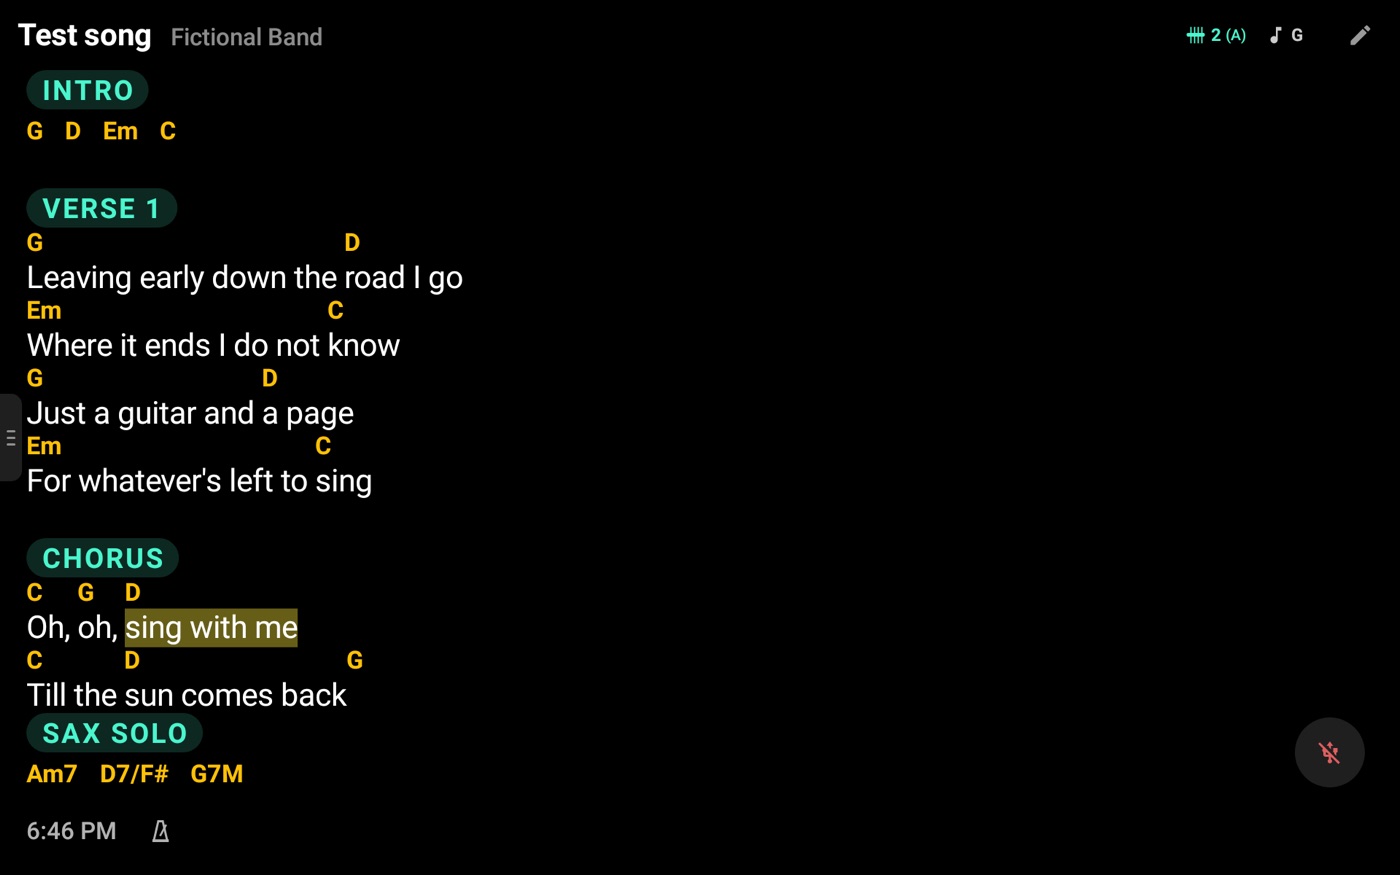 Test song Fictional Band 2 (A) G
INTRO
G D Em C
VERSE 1
G D
Leaving early down the road I go
Em C
Where it ends I do not know
G D
Just a guitar and a page
Em C
For whatever's left to sing
CHORUS
C G D
Oh, oh, sing with me
C D G
Till the sun comes back
SAX SOLO
Am7 D7/F# G7M
6:46 PM